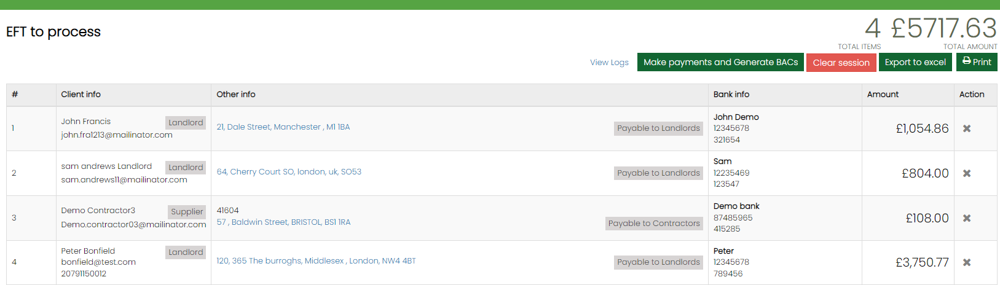 EFT to process
4 £5717.63
TOTAL ITEMS TOTAL AMOUNT
View Logs Make payments and Generate BACs Clear session Export to excel Print
# Client info Other info Bank info Amount Action
1
John Francis Landlord
john.fra1213@mailinator.com
21, Dale Street, Manchester , M1 1BA Payable to Landlords
John Demo
12345678
321654
£1,054.86
2
sam andrews Landlord Landlord
sam.andrews11@mailinator.com
64, Cherry Court SO, london, uk, SO53 Payable to Landlords
Sam
12235469
123547
£804.00
3
Demo Contractor3 Supplier
Demo.contractor03@mailinator.com
41604
57 , Baldwin Street, BRISTOL, BS1 1RA Payable to Contractors
Demo bank
87485965
415285
£108.00
4
Peter Bonfield Landlord
bonfield@test.com
20791150012
120, 365 The burroghs, Middlesex , London, NW4 4BT Payable to Landlords
Peter
12345678
789456
£3,750.77